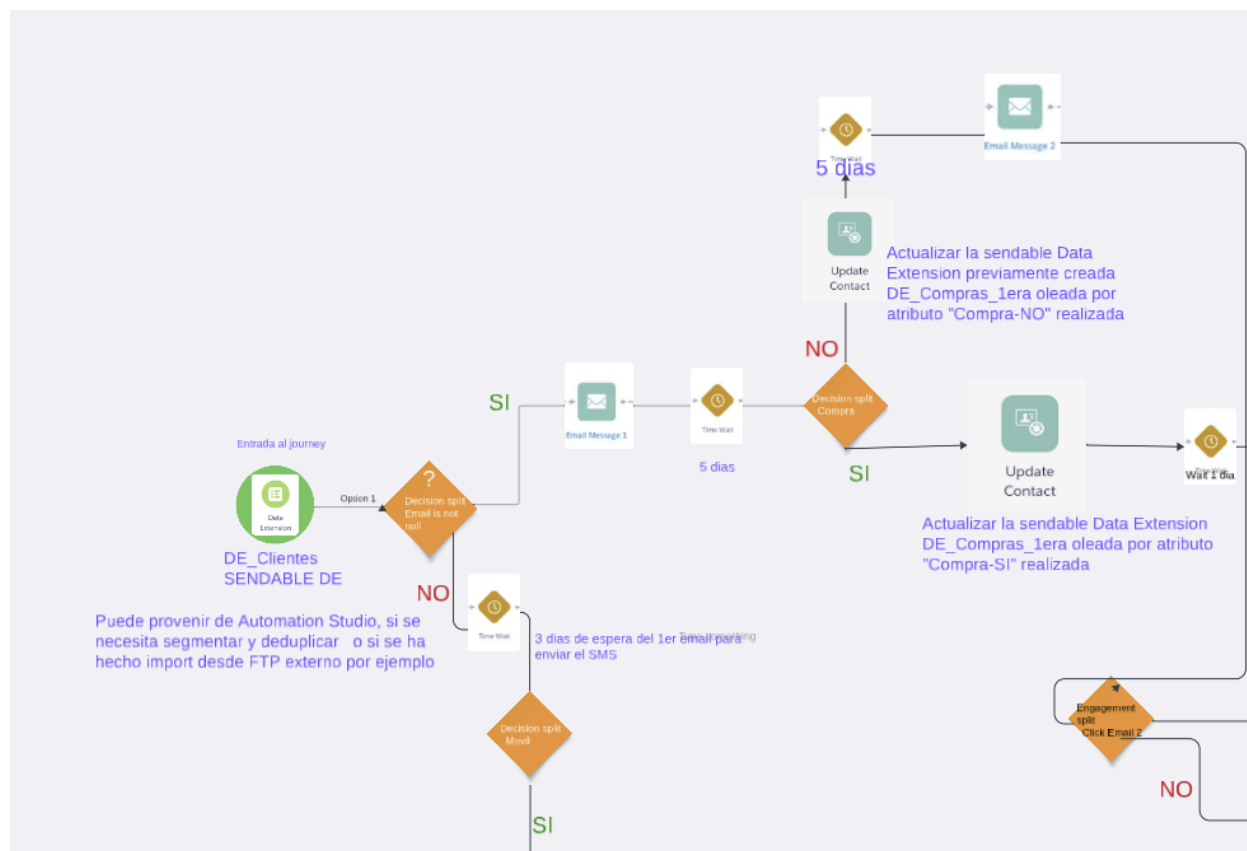 Email Message 2
Time Wait
5 dias
Update
Contact
Actualizar la sendable Data
Extension previamente creada
DE_Compras_1era oleada por
atributo "Compra-NO" realizada
NO
SI
Email Message 1
Time Wait
5 dias
Decision split
Compra
SI
Update
Contact
Wait 1 dia
Actualizar la sendable Data Extension
DE_Compras_1era oleada por atributo
"Compra-SI" realizada
Entrada al journey
Data
Extension
Option 1
?
Decision split
Email is not
null
DE_Clientes
SENDABLE DE
NO
Puede provenir de Automation Studio, si se
necesita segmentar y deduplicar o si se ha
hecho import desde FTP externo por ejemplo
Time Wait
3 dias de espera del 1er email para
enviar el SMS
Decision split
Movil
SI
Engagement
split
Click Email 2
NO